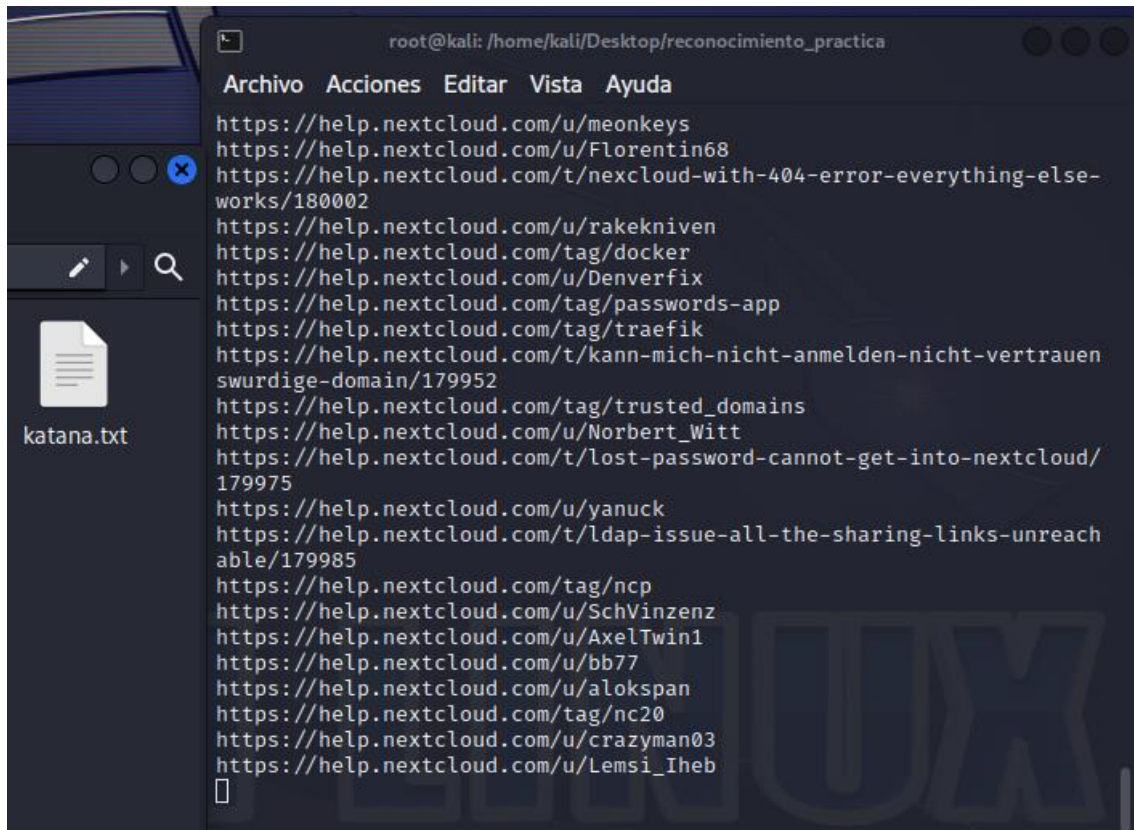 root@kali: /home/kali/Desktop/reconocimiento_practica
Archivo Acciones Editar Vista Ayuda
https://help.nextcloud.com/u/meonkeys
https://help.nextcloud.com/u/Florentin68
https://help.nextcloud.com/t/nexcloud-with-404-error-everything-else-
works/180002
https://help.nextcloud.com/u/rakekniven
https://help.nextcloud.com/tag/docker
https://help.nextcloud.com/u/Denverfix
https://help.nextcloud.com/tag/passwords-app
https://help.nextcloud.com/tag/traefik
https://help.nextcloud.com/t/kann-mich-nicht-anmelden-nicht-vertrauen
swurdige-domain/179952
https://help.nextcloud.com/tag/trusted_domains
https://help.nextcloud.com/u/Norbert_Witt
https://help.nextcloud.com/t/lost-password-cannot-get-into-nextcloud/
179975
https://help.nextcloud.com/u/yanuck
https://help.nextcloud.com/t/ldap-issue-all-the-sharing-links-unreach
able/179985
https://help.nextcloud.com/tag/ncp
https://help.nextcloud.com/u/SchVinzenz
https://help.nextcloud.com/u/AxelTwin1
https://help.nextcloud.com/u/bb77
https://help.nextcloud.com/u/alokspan
https://help.nextcloud.com/tag/nc20
https://help.nextcloud.com/u/crazyman03
https://help.nextcloud.com/u/Lemsi_Iheb
katana.txt
LINUX